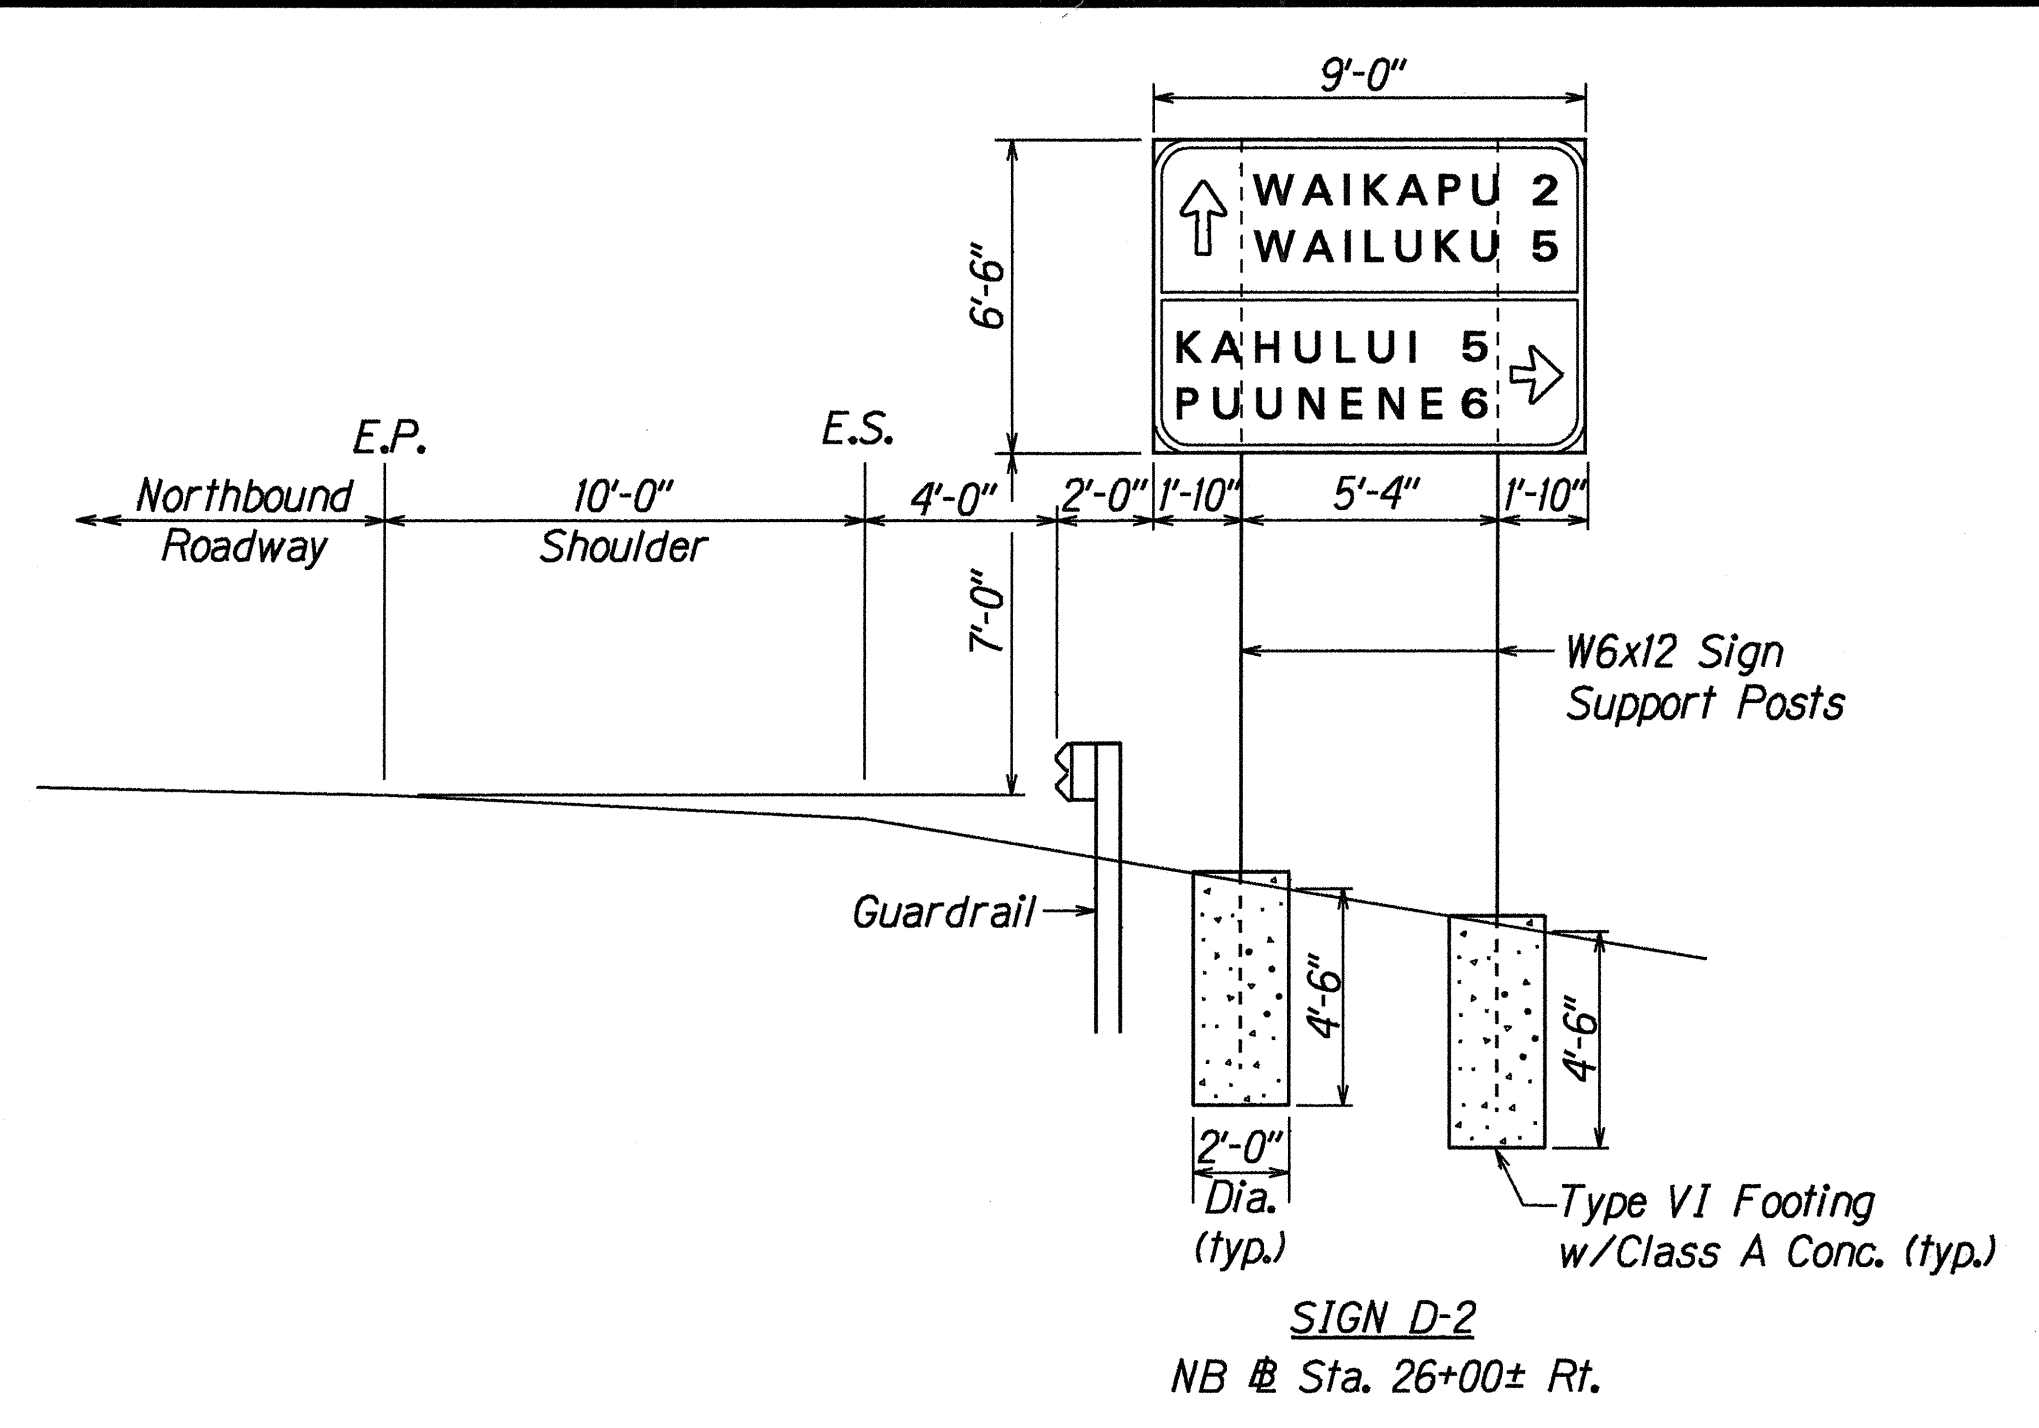 9'-0"
WAIKAPU 2
WAILUKU 5
6'-6"
KAHULUI 5
PUUNENE 6
E.P.
E.S.
Northbound
Roadway
10'-0"
Shoulder
4'-0"
2'-0"
1'-10"
5'-4"
1'-10"
7'-0"
W6x12 Sign
Support Posts
Guardrail
4'-6"
4'-6"
2'-0"
Dia.
(typ.)
Type VI Footing
w/Class A Conc. (typ.)
SIGN D-2
NB BL Sta. 26+00± Rt.